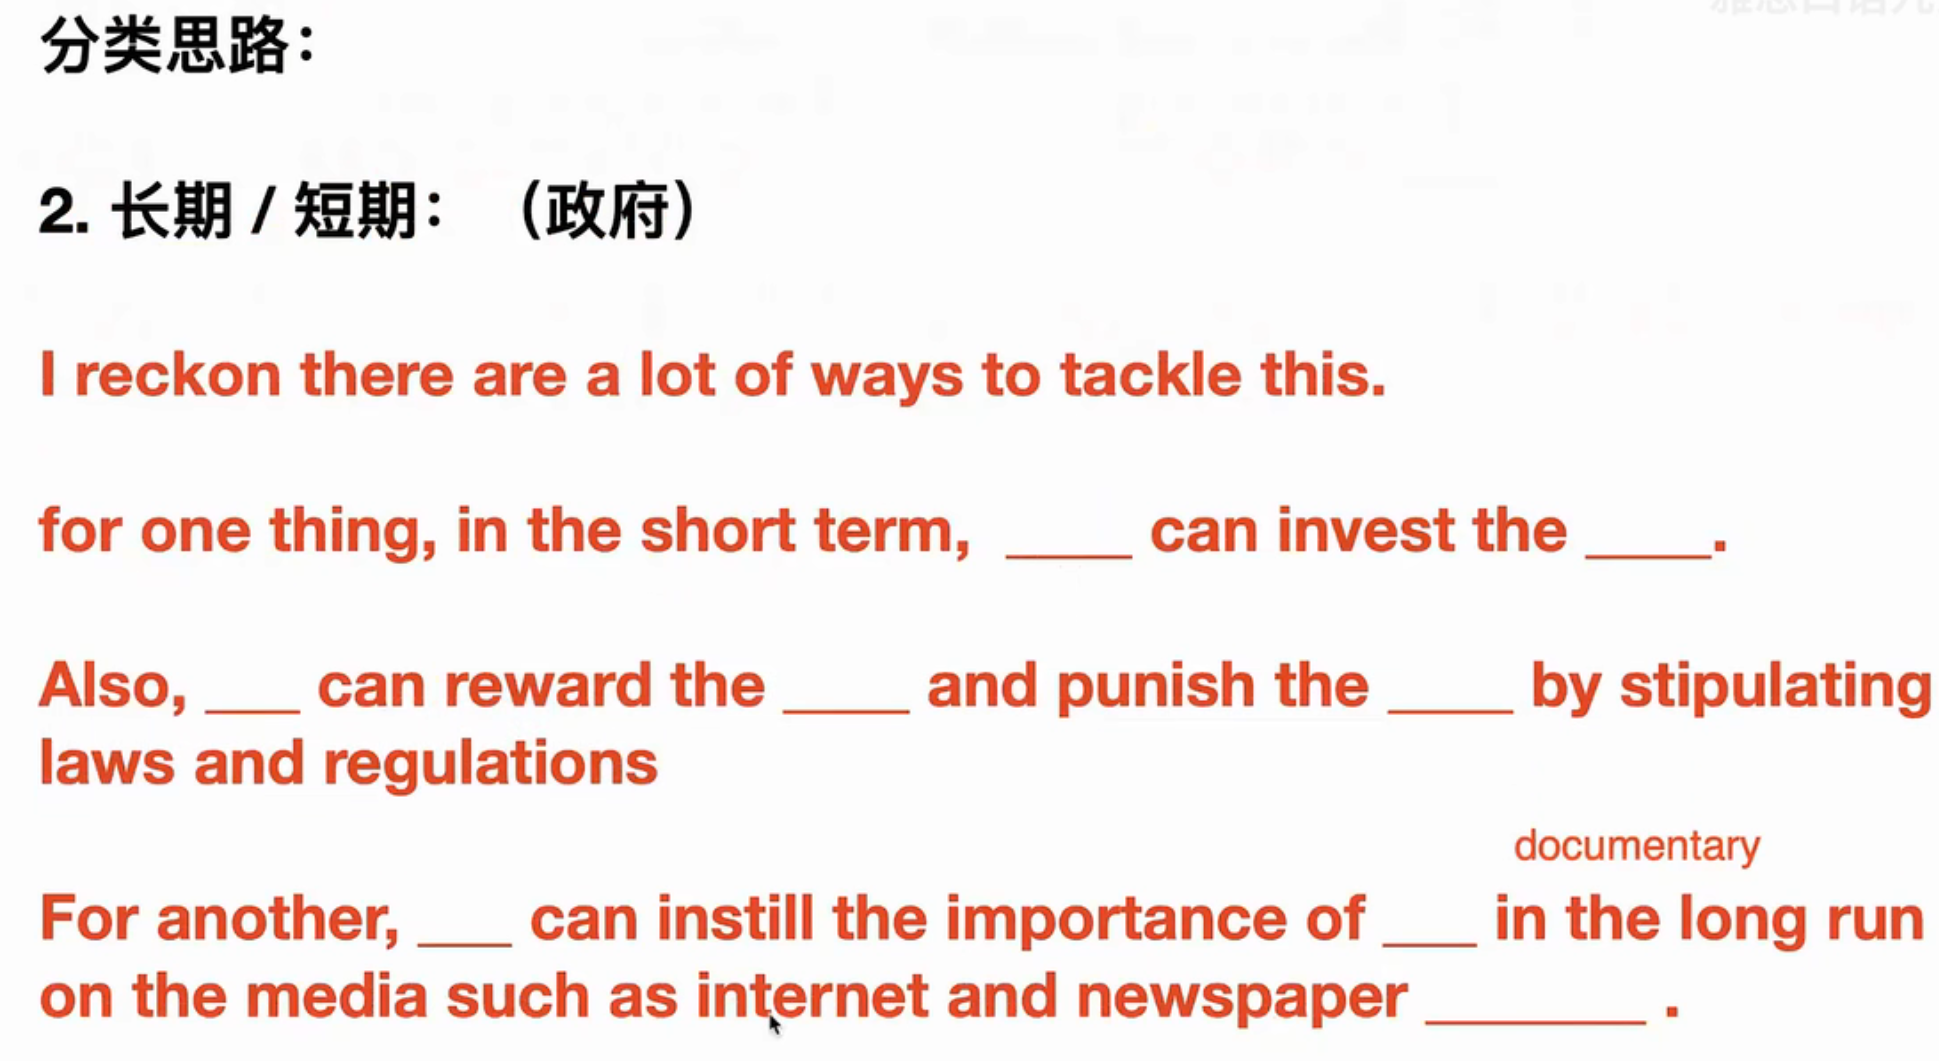 分类思路：
2. 长期 / 短期： （政府）
I reckon there are a lot of ways to tackle this.
for one thing, in the short term, ____ can invest the ____.
Also, ___ can reward the ____ and punish the ____ by stipulating
laws and regulations
documentary
For another, ___ can instill the importance of ___ in the long run
on the media such as internet and newspaper _______ .